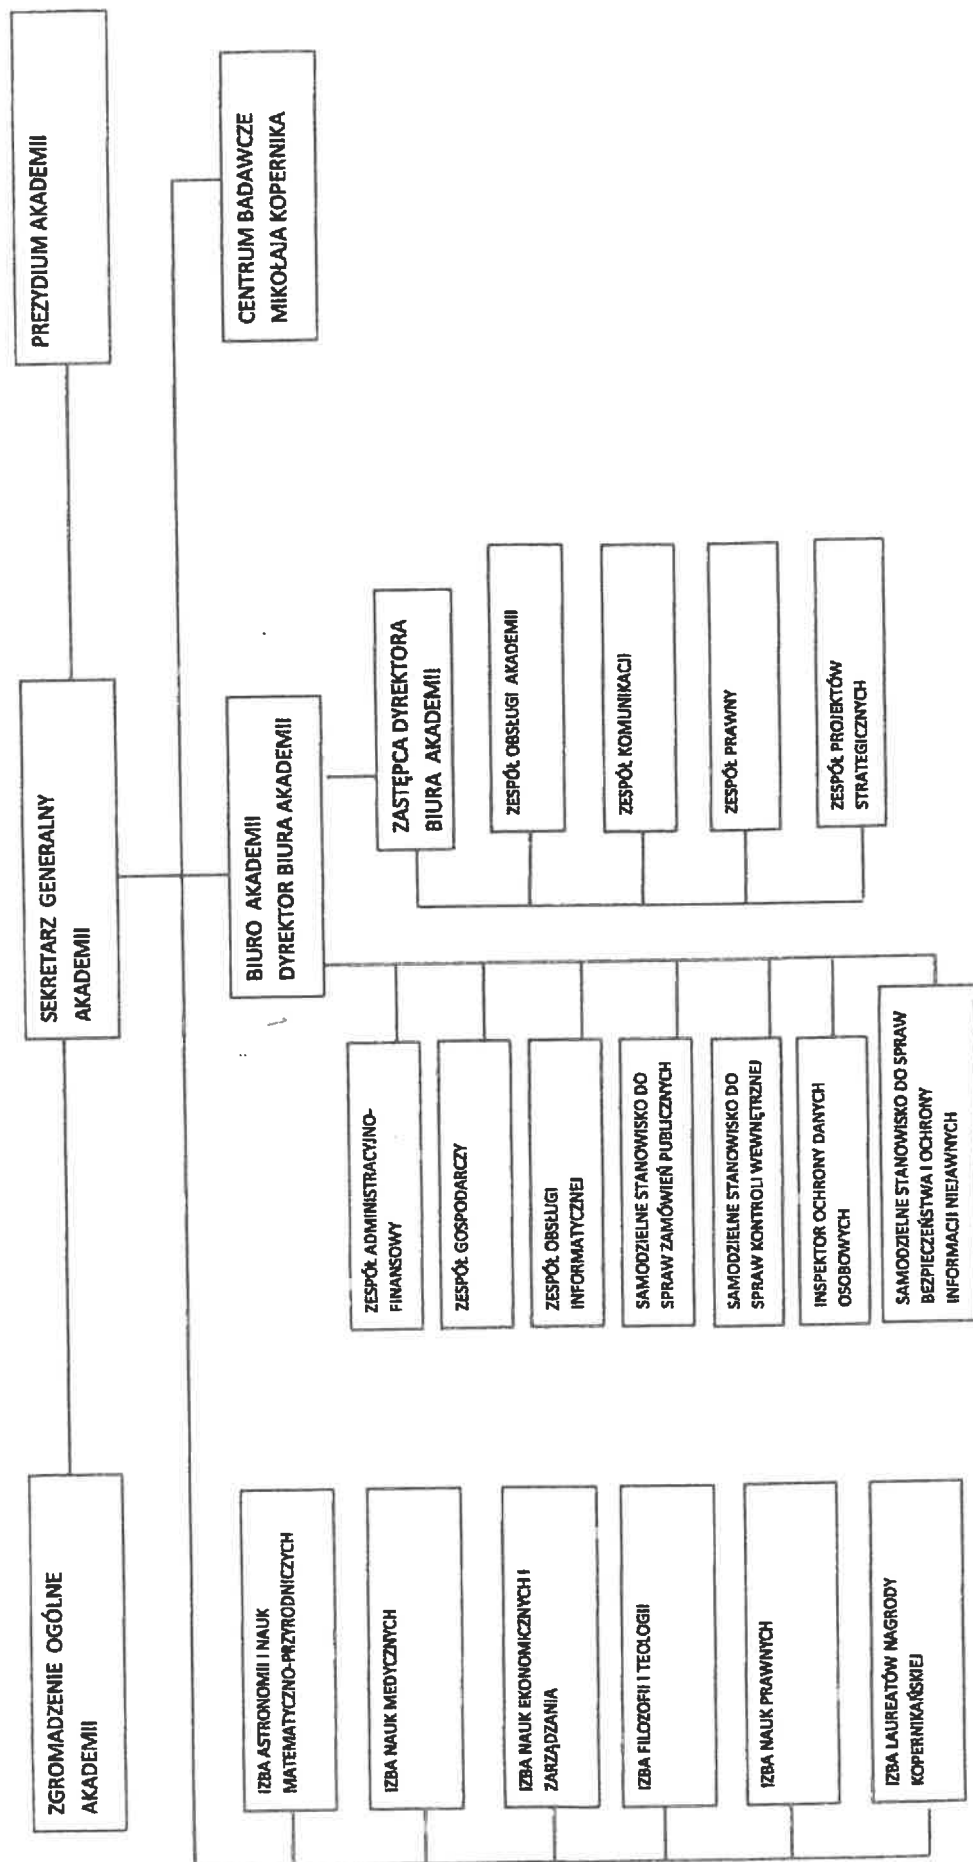 ZGROMADZENIE OGÓLNE
AKADEMII
SEKRETARZ GENERALNY
AKADEMII
PREZYDIUM AKADEMII
IZBA ASTRONOMII I NAUK
MATEMATYCZNO-PRZYRODNICZYCH
IZBA NAUK MEDYCZNYCH
IZBA NAUK EKONOMICZNYCH I
ZARZĄDZANIA
IZBA FILOZOFII I TEOLOGII
IZBA NAUK PRAWNYCH
IZBA LAUREATÓW NAGRODY
KOPERNIKAŃSKIEJ
BIURO AKADEMII
DYREKTOR BIURA AKADEMII
ZESPÓŁ ADMINISTRACYJNO-
FINANSOWY
ZESPÓŁ GOSPODARCZY
ZESPÓŁ OBSŁUGI
INFORMATYCZNEJ
SAMODZIELNE STANOWISKO DO
SPRAW ZAMÓWIEŃ PUBLICZNYCH
SAMODZIELNE STANOWISKO DO
SPRAW KONTROLI WEWNĘTRZNEJ
INSPEKTOR OCHRONY DANYCH
OSOBOWYCH
SAMODZIELNE STANOWISKO DO SPRAW
BEZPIECZEŃSTWA I OCHRONY
INFORMACJI NIEJAWNYCH
ZASTĘPCA DYREKTORA
BIURA AKADEMII
ZESPÓŁ OBSŁUGI AKADEMII
ZESPÓŁ KOMUNIKACJI
ZESPÓŁ PRAWNY
ZESPÓŁ PROJEKTÓW
STRATEGICZNYCH
CENTRUM BADAWCZE
MIKOŁAJA KOPERNIKA